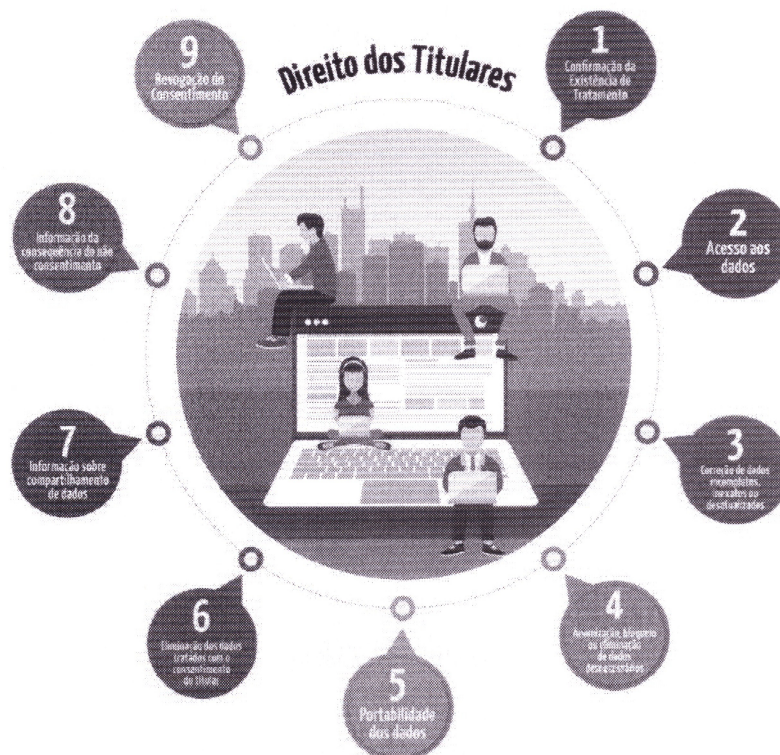 Direito dos Titulares
1
Confirmação da
Existência de
Tratamento
2
Acesso aos
dados
3
Correção de dados
incompletos,
inexatos ou
desatualizados
4
Anonimização, bloqueio
ou eliminação
de dados
desnecessários
5
Portabilidade
dos dados
6
Eliminação dos dados
tratados com o
consentimento
do titular
7
Informação sobre
compartilhamento
de dados
8
Informação da
consequência do não
consentimento
9
Revogação do
Consentimento